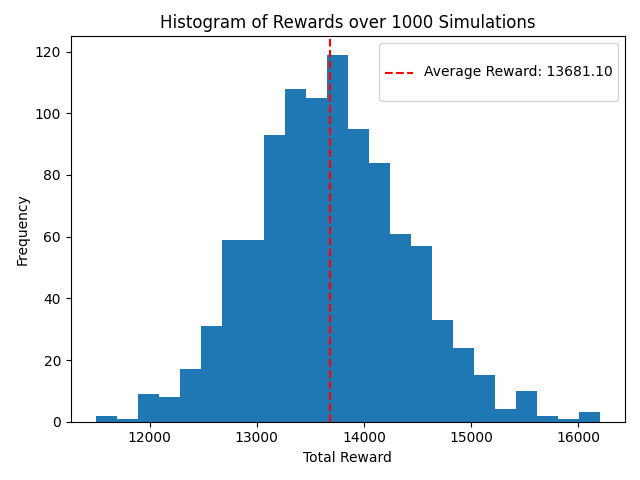 Histogram of Rewards over 1000 Simulations
Average Reward: 13681.10
Frequency
120
100
80
60
40
20
0
12000 13000 14000 15000 16000
Total Reward